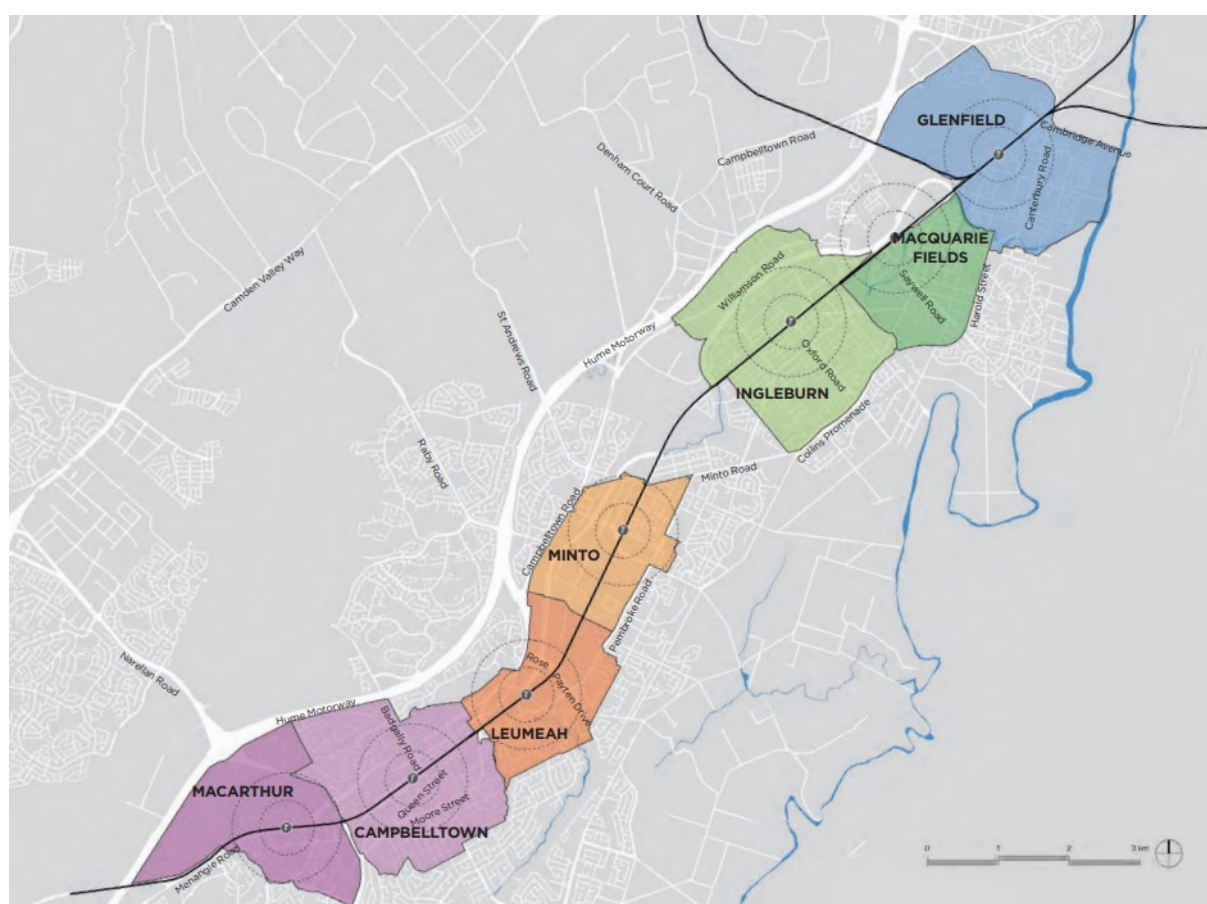 GLENFIELD
Cambridge Avenue
Canterbury Road
Campbelltown Road
Denham Court Road
MACQUARIE
FIELDS
Saywell Road
Harold Street
Williamson Road
Camden Valley Way
St Andrews Road
Hume Motorway
Oxford Road
INGLEBURN
Collins Promenade
Raby Road
Minto Road
Campbelltown Road
MINTO
Pembroke Road
Rose
Payten Drive
Narellan Road
Hume Motorway
Badgally Road
LEUMEAH
MACARTHUR
Queen Street
Moore Street
CAMPBELLTOWN
Menangle Road
0 1 2 3 km